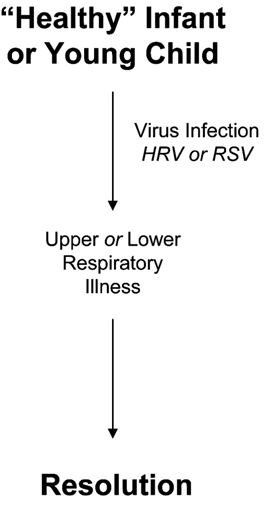 “Healthy” Infant
or Young Child
Virus Infection
HRV or RSV
Upper or Lower
Respiratory
Illness
Resolution